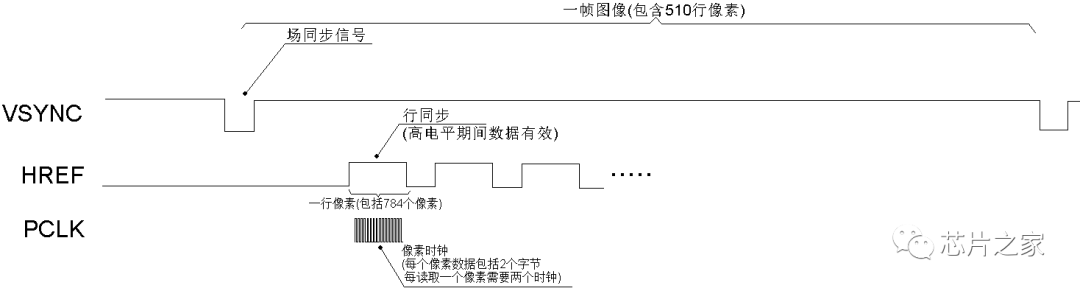 一帧图像(包含510行像素)
场同步信号
VSYNC
行同步
(高电平期间数据有效)
HREF
一行像素(包括784个像素)
PCLK
像素时钟
(每个像素数据包括2个字节
每读取一个像素需要两个时钟)
芯片之家